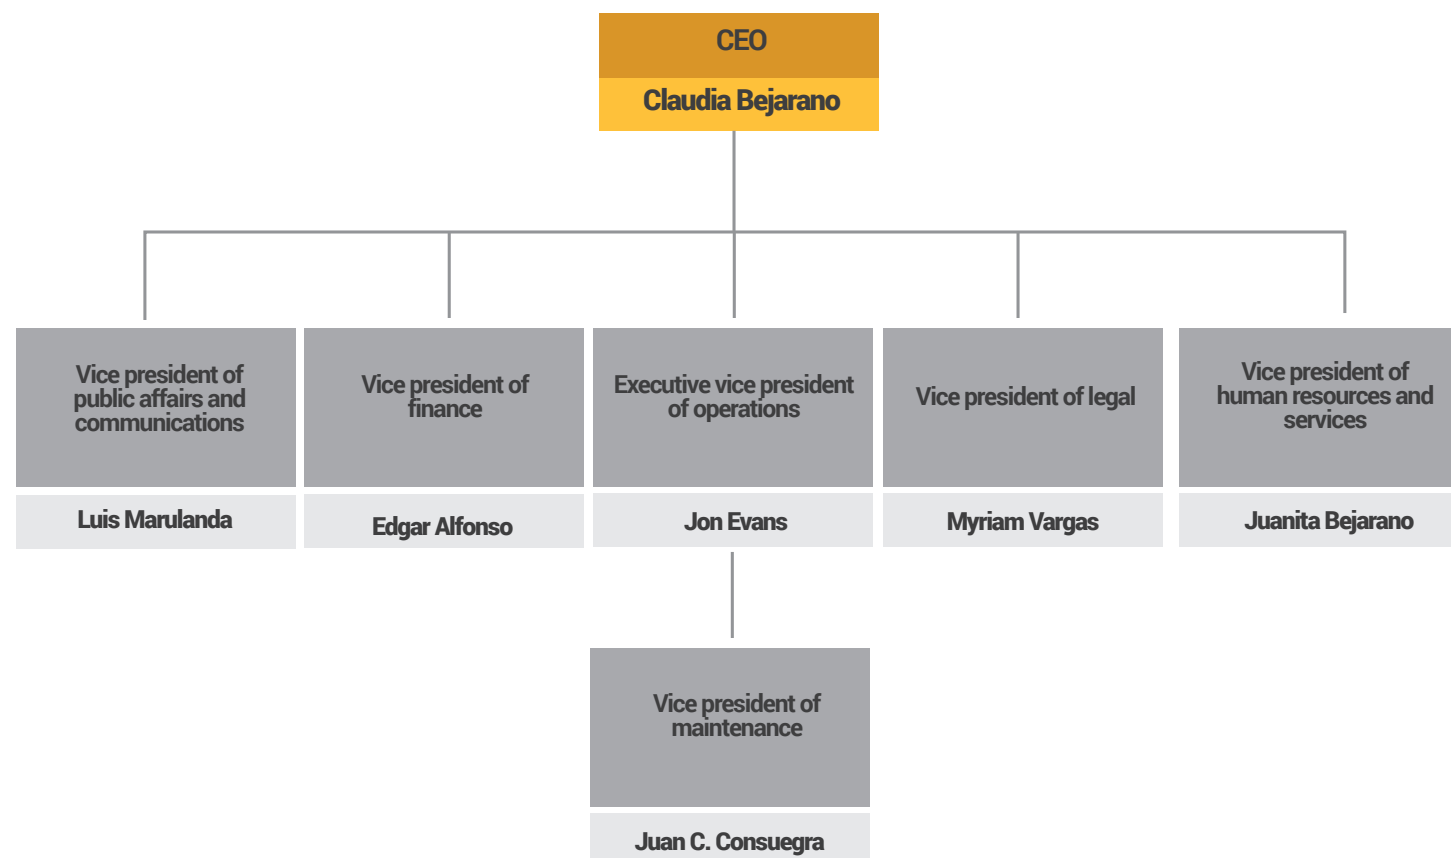 CEO
Claudia Bejarano
Vice president of
public affairs and
communications
Luis Marulanda
Vice president of
finance
Edgar Alfonso
Executive vice president
of operations
Jon Evans
Vice president of legal
Myriam Vargas
Vice president of
human resources and
services
Juanita Bejarano
Vice president of
maintenance
Juan C. Consuegra